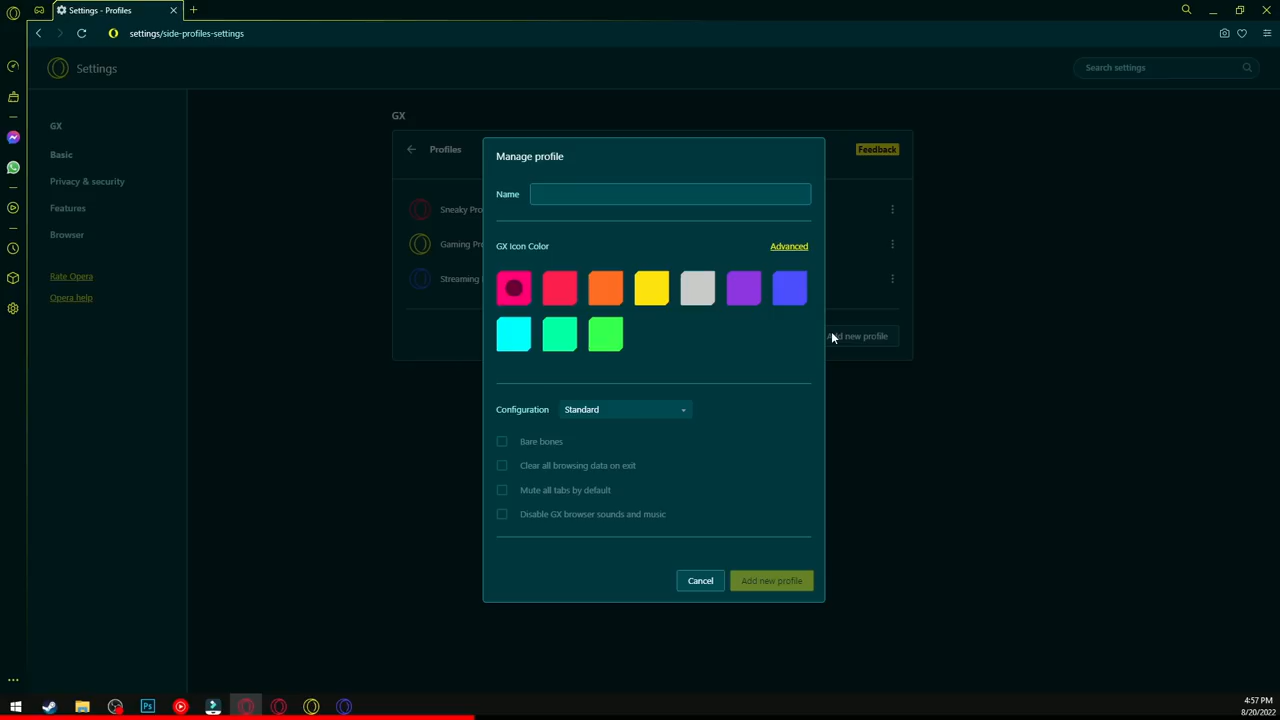 Settings - Profiles
settings/side-profiles-settings
Settings
Search settings
GX
Basic
Privacy & security
Features
Browser
Rate Opera
Opera help
GX
Profiles
Feedback
Sneaky Pro
Gaming Pro
Streaming
Add new profile
Manage profile
Name
GX Icon Color
Advanced
Configuration
Standard
Bare bones
Clear all browsing data on exit
Mute all tabs by default
Disable GX browser sounds and music
Cancel
Add new profile
Ps
4:57 PM
8/20/2022